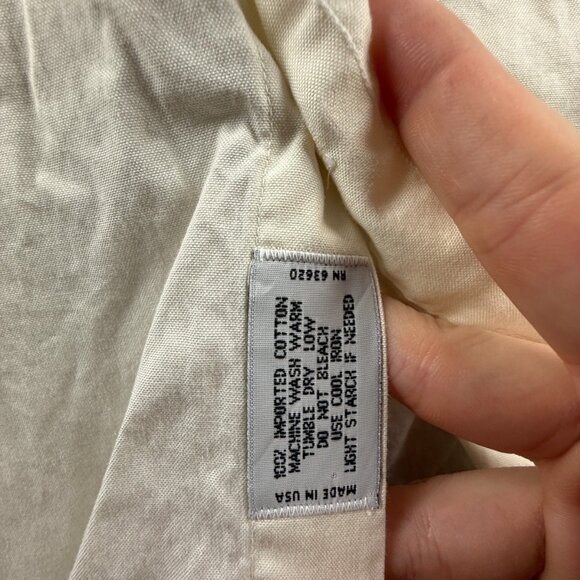 RN 63620
100% IMPORTED COTTON
MACHINE WASH WARM
TUMBLE DRY LOW
DO NOT BLEACH
USE COOL IRON
LIGHT STARCH IF NEEDED
MADE IN USA